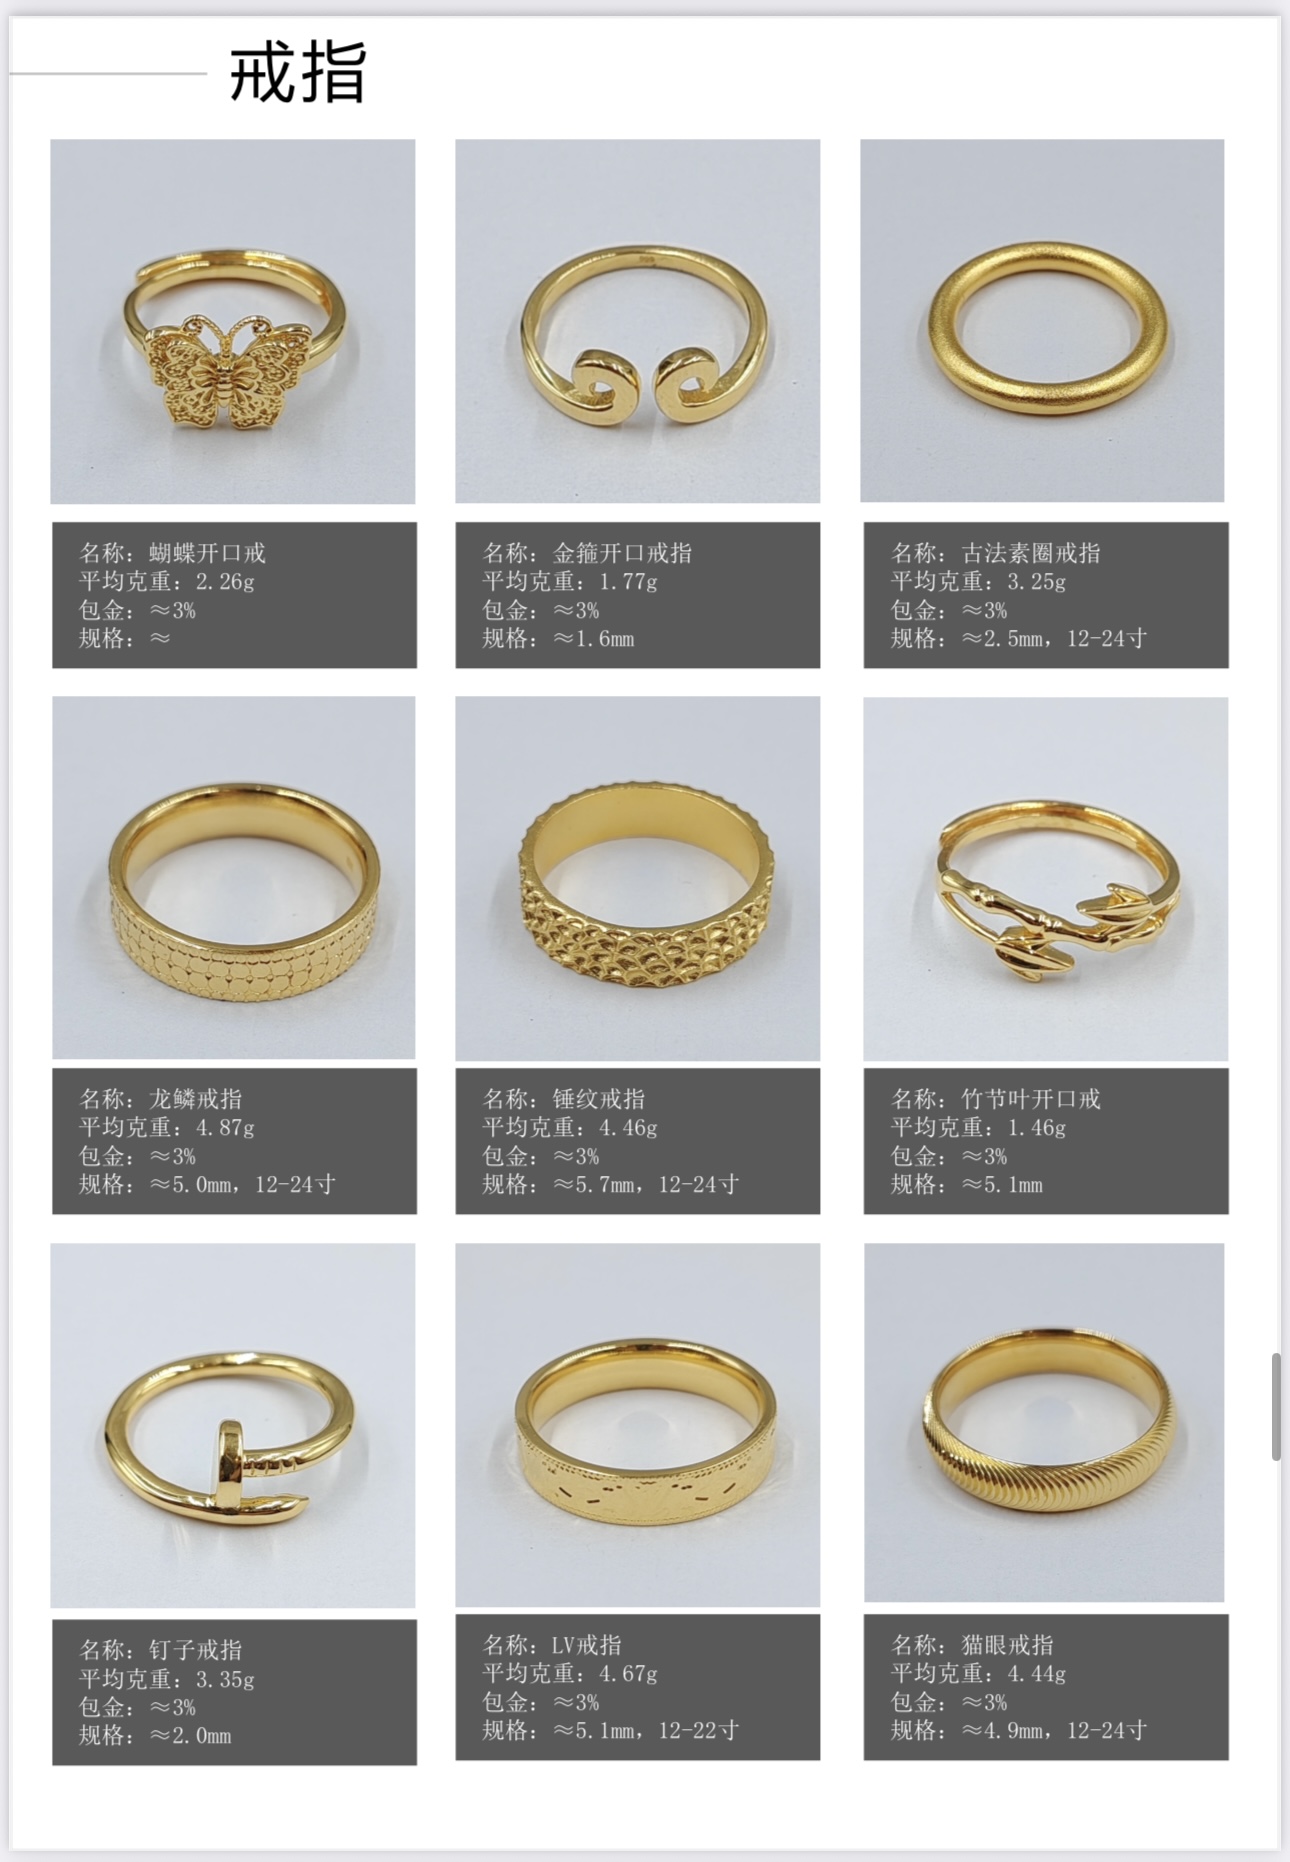 戒指
名称：蝴蝶开口戒
平均克重：2.26g
包金：≈3%
规格：≈
名称：金箍开口戒指
平均克重：1.77g
包金：≈3%
规格：≈1.6mm
名称：古法素圈戒指
平均克重：3.25g
包金：≈3%
规格：≈2.5mm，12-24寸
名称：龙鳞戒指
平均克重：4.87g
包金：≈3%
规格：≈5.0mm，12-24寸
名称：锤纹戒指
平均克重：4.46g
包金：≈3%
规格：≈5.7mm，12-24寸
名称：竹节叶开口戒
平均克重：1.46g
包金：≈3%
规格：≈5.1mm
名称：钉子戒指
平均克重：3.35g
包金：≈3%
规格：≈2.0mm
名称：LV戒指
平均克重：4.67g
包金：≈3%
规格：≈5.1mm，12-22寸
名称：猫眼戒指
平均克重：4.44g
包金：≈3%
规格：≈4.9mm，12-24寸